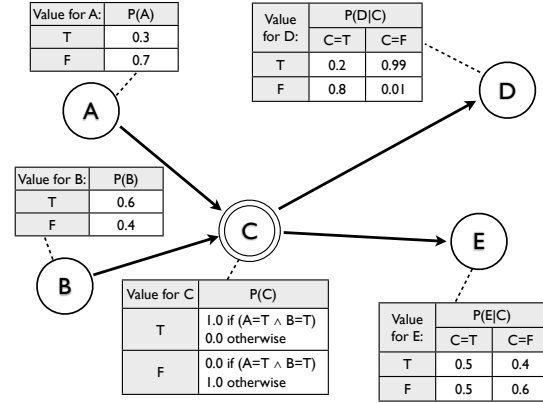 Value for A: P(A)
T 0.3
F 0.7
A
Value for D: P(D|C)
C=T C=F
T 0.2 0.99
F 0.8 0.01
D
Value for B: P(B)
T 0.6
F 0.4
B
C
E
Value for C P(C)
T 1.0 if (A=T ∧ B=T)
0.0 otherwise
F 0.0 if (A=T ∧ B=T)
1.0 otherwise
Value for E: P(E|C)
C=T C=F
T 0.5 0.4
F 0.5 0.6